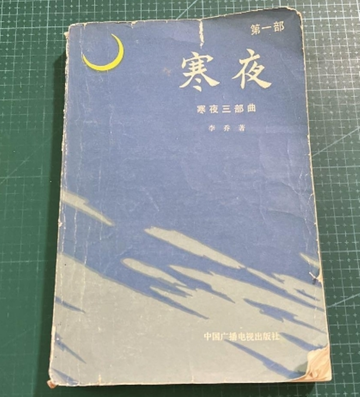 第一部
寒夜
寒夜三部曲
李乔 著
中国广播电视出版社